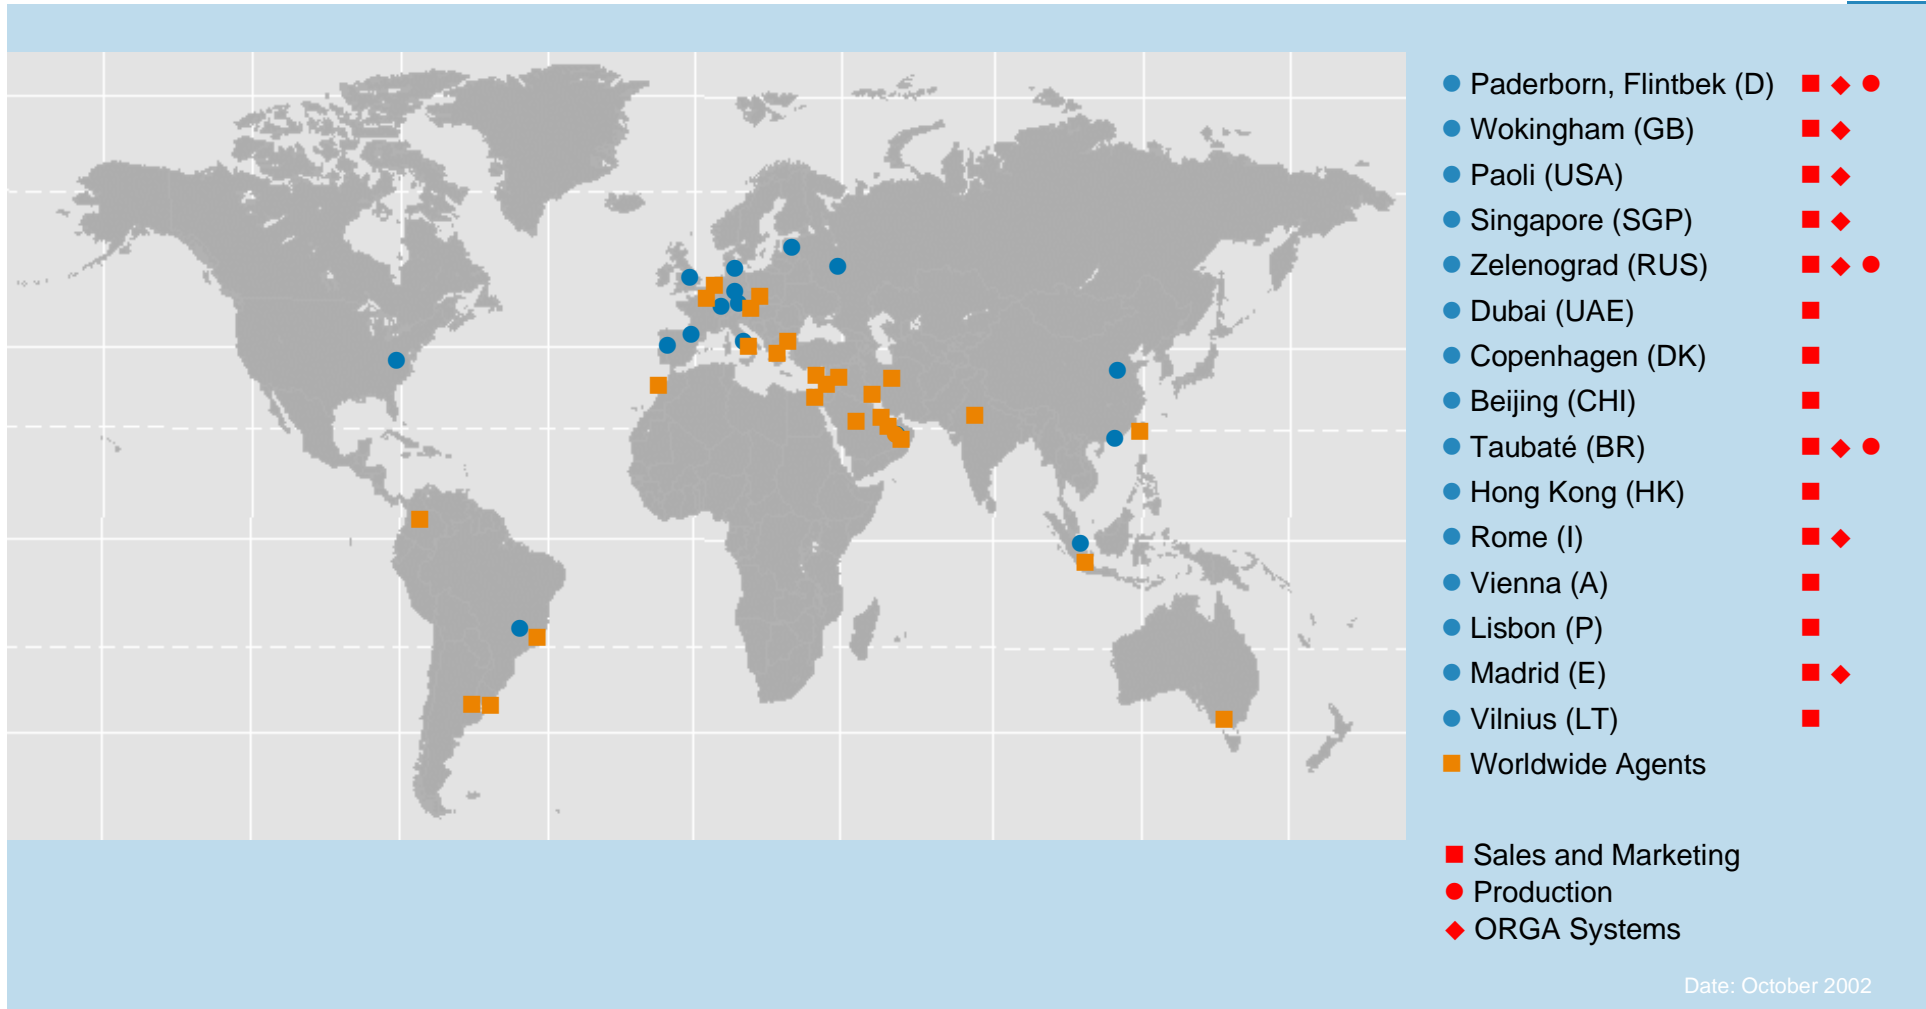 Paderborn, Flintbek (D)
Wokingham (GB)
Paoli (USA)
Singapore (SGP)
Zelenograd (RUS)
Dubai (UAE)
Copenhagen (DK)
Beijing (CHI)
Taubaté (BR)
Hong Kong (HK)
Rome (I)
Vienna (A)
Lisbon (P)
Madrid (E)
Vilnius (LT)
Worldwide Agents
Sales and Marketing
Production
ORGA Systems
Date: October 2002